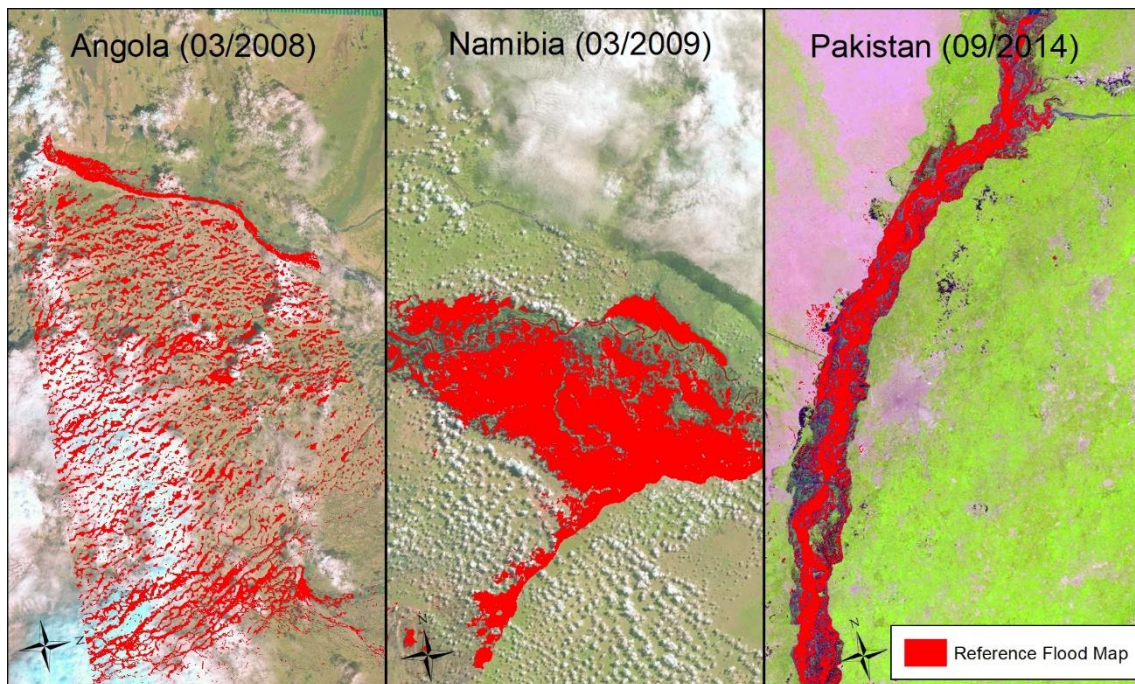 Angola (03/2008)
Namibia (03/2009)
Pakistan (09/2014)
N
N
N
Reference Flood Map